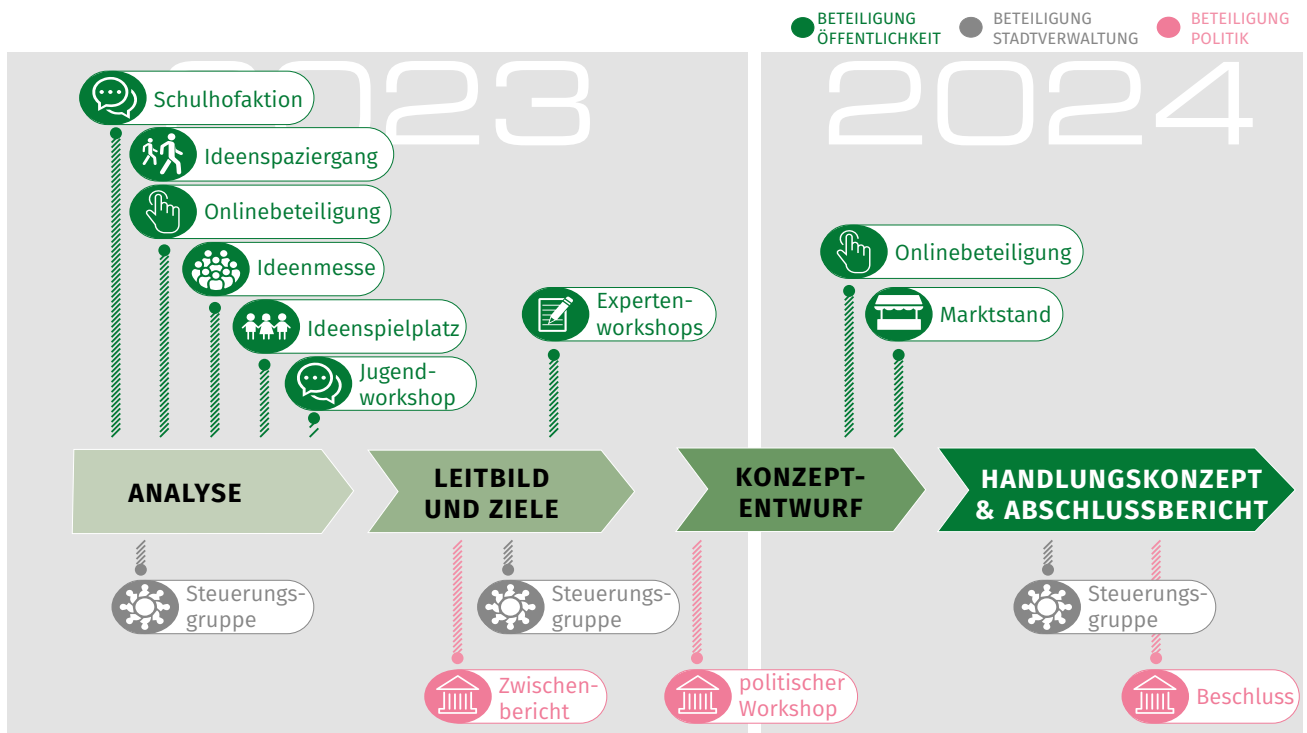 BETEILIGUNG
ÖFFENTLICHKEIT
BETEILIGUNG
STADTVERWALTUNG
BETEILIGUNG
POLITIK
2023
2024
Schulhofaktion
Ideenspaziergang
Onlinebeteiligung
Ideenmesse
Ideenspielplatz
Jugend-
workshop
Experten-
workshops
Onlinebeteiligung
Marktstand
ANALYSE
LEITBILD
UND ZIELE
KONZEPT-
ENTWURF
HANDLUNGSKONZEPT
& ABSCHLUSSBERICHT
Steuerungs-
gruppe
Steuerungs-
gruppe
Steuerungs-
gruppe
Zwischen-
bericht
politischer
Workshop
Beschluss